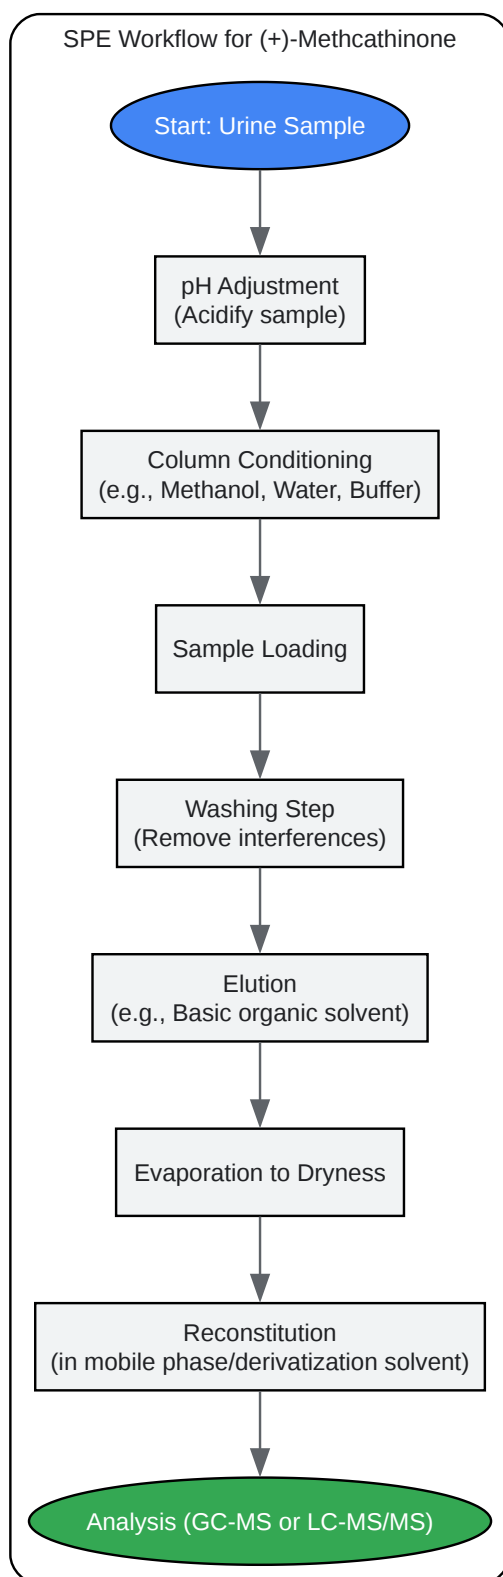 SPE Workflow for (+)-Methcathinone
Start: Urine Sample
pH Adjustment
(Acidify sample)
Column Conditioning
(e.g., Methanol, Water, Buffer)
Sample Loading
Washing Step
(Remove interferences)
Elution
(e.g., Basic organic solvent)
Evaporation to Dryness
Reconstitution
(in mobile phase/derivatization solvent)
Analysis (GC-MS or LC-MS/MS)